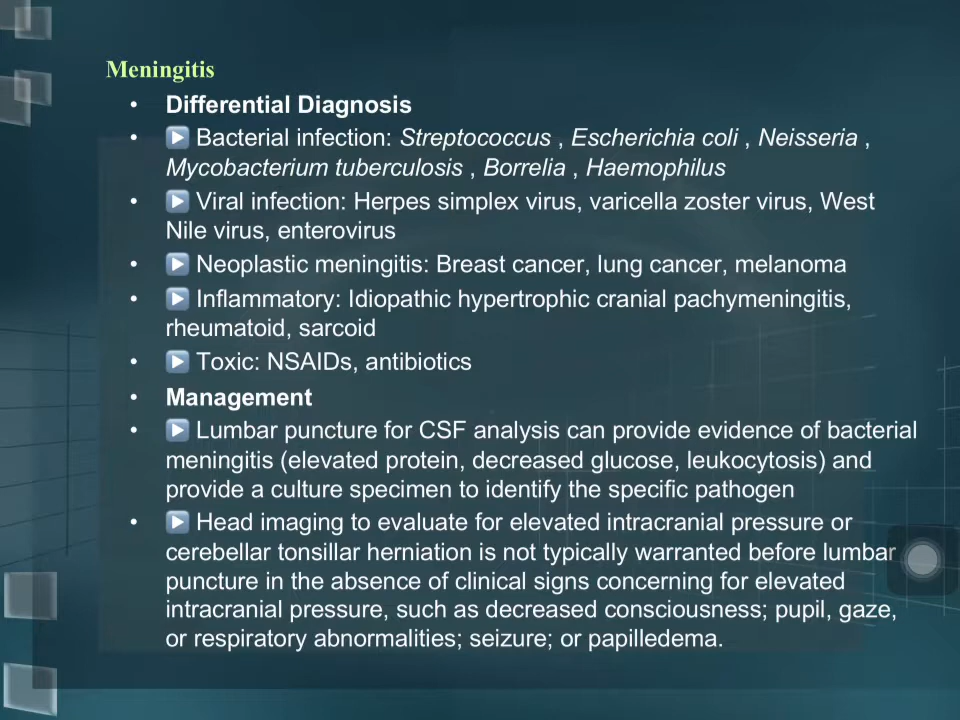 Meningitis
• Differential Diagnosis
• ▶ Bacterial infection: Streptococcus , Escherichia coli , Neisseria ,
Mycobacterium tuberculosis , Borrelia , Haemophilus
• ▶ Viral infection: Herpes simplex virus, varicella zoster virus, West
Nile virus, enterovirus
• ▶ Neoplastic meningitis: Breast cancer, lung cancer, melanoma
• ▶ Inflammatory: Idiopathic hypertrophic cranial pachymeningitis,
rheumatoid, sarcoid
• ▶ Toxic: NSAIDs, antibiotics
• Management
• ▶ Lumbar puncture for CSF analysis can provide evidence of bacterial
meningitis (elevated protein, decreased glucose, leukocytosis) and
provide a culture specimen to identify the specific pathogen
• ▶ Head imaging to evaluate for elevated intracranial pressure or
cerebellar tonsillar herniation is not typically warranted before lumbar
puncture in the absence of clinical signs concerning for elevated
intracranial pressure, such as decreased consciousness; pupil, gaze,
or respiratory abnormalities; seizure; or papilledema.